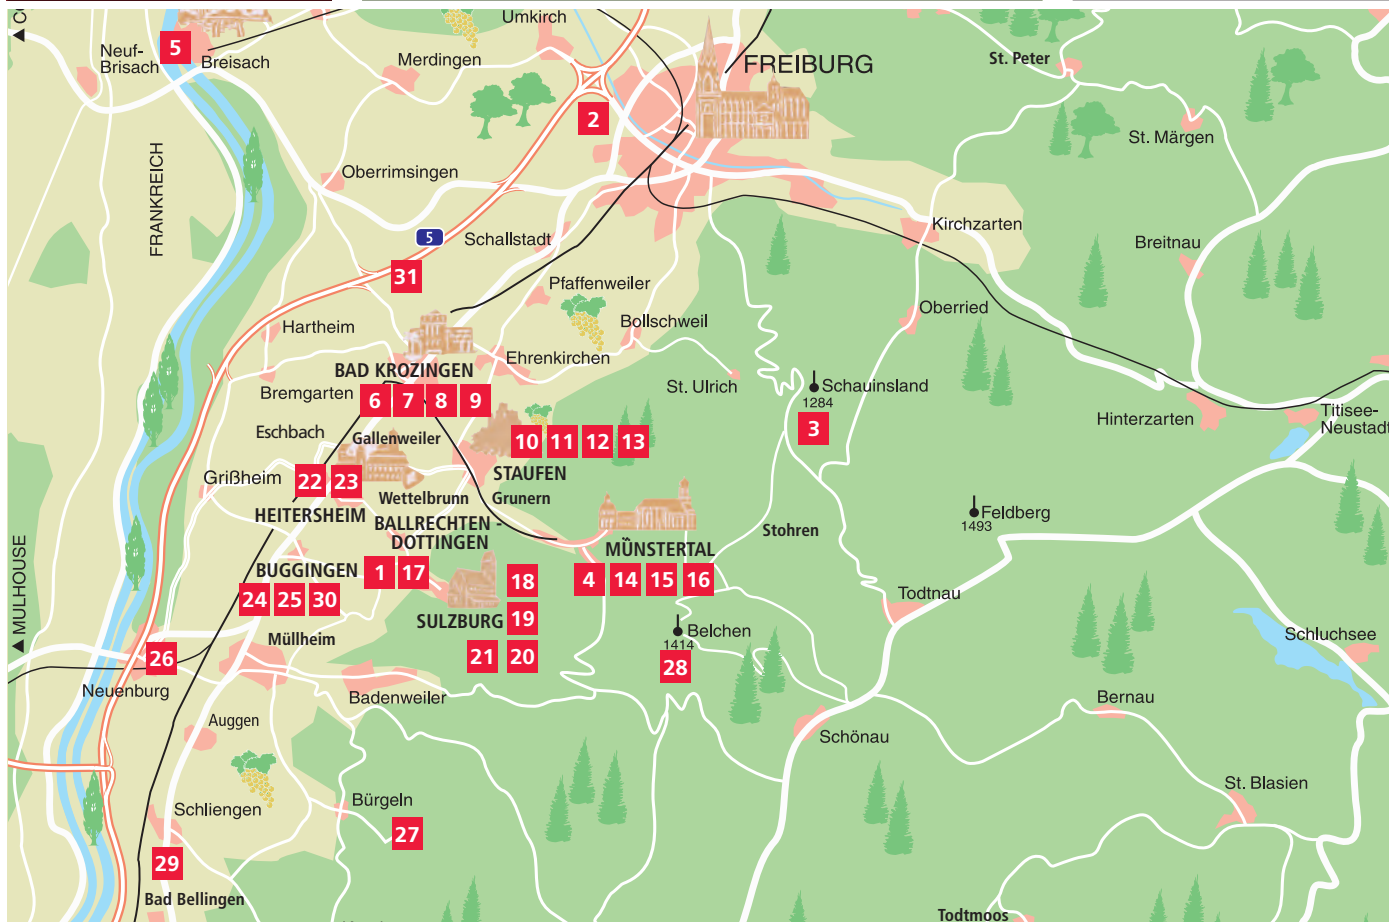 Umkirch
◄ C
5
Neuf-
Brisach
Breisach
Merdingen
FREIBURG
St. Peter
2
St. Märgen
FRANKREICH
Oberrimsingen
5
Schallstadt
Kirchzarten
Breitnau
31
Pfaffenweiler
Hartheim
Bollschweil
Oberried
Ehrenkirchen
BAD KROZINGEN
Bremgarten
6 7 8 9
St. Ulrich
Schauinsland
1284
3
Hinterzarten
Titisee-
Neustadt
Eschbach
Gallenweiler
10 11 12 13
STAUFEN
Grißheim
22 23
Wettelbrunn
Grunern
HEITERSHEIM
BALLRECHTEN -
DOTTINGEN
Feldberg
1493
Stohren
MÜNSTERTAL
◄ MULHOUSE
BUGGINGEN
1 17
18
4 14 15 16
24 25 30
Todtnau
SULZBURG
19
Müllheim
Belchen
1414
28
21 20
Schluchsee
26
Neuenburg
Badenweiler
Bernau
Auggen
Schönau
Schliengen
Bürgeln
27
St. Blasien
29
Bad Bellingen
Todtmoos